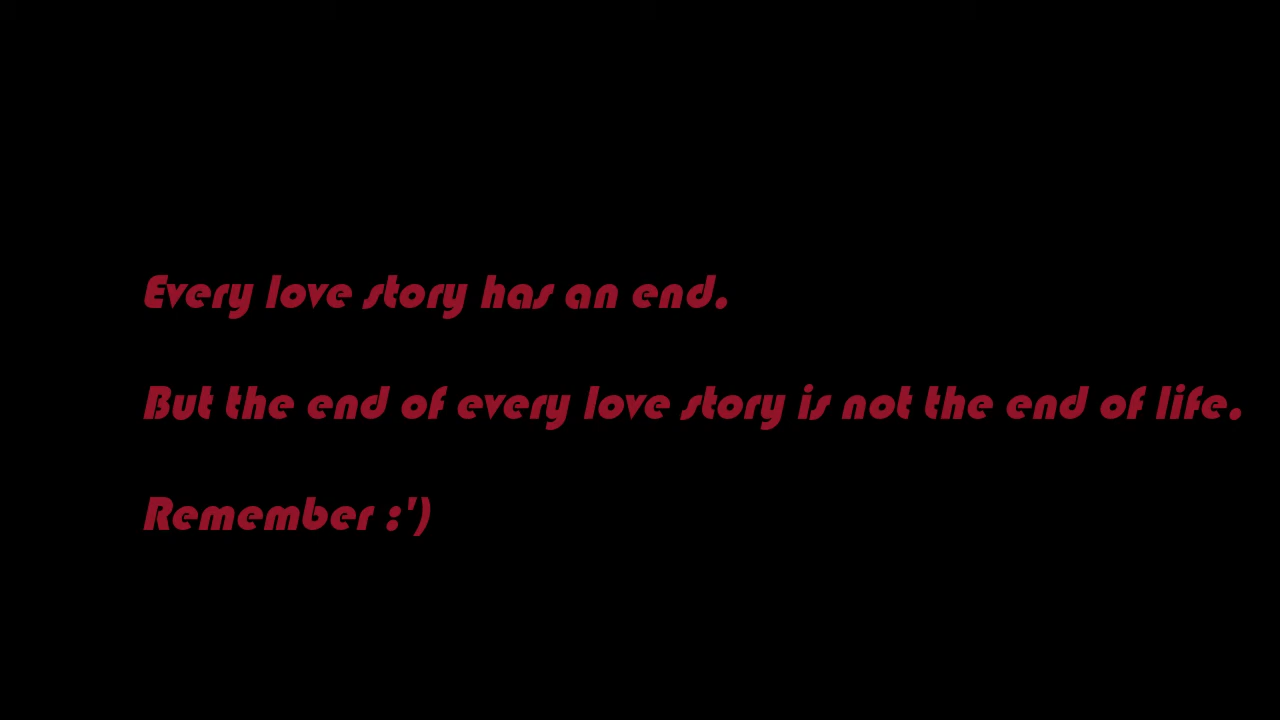 Every love story has an end.
But the end of every love story is not the end of life.
Remember :')